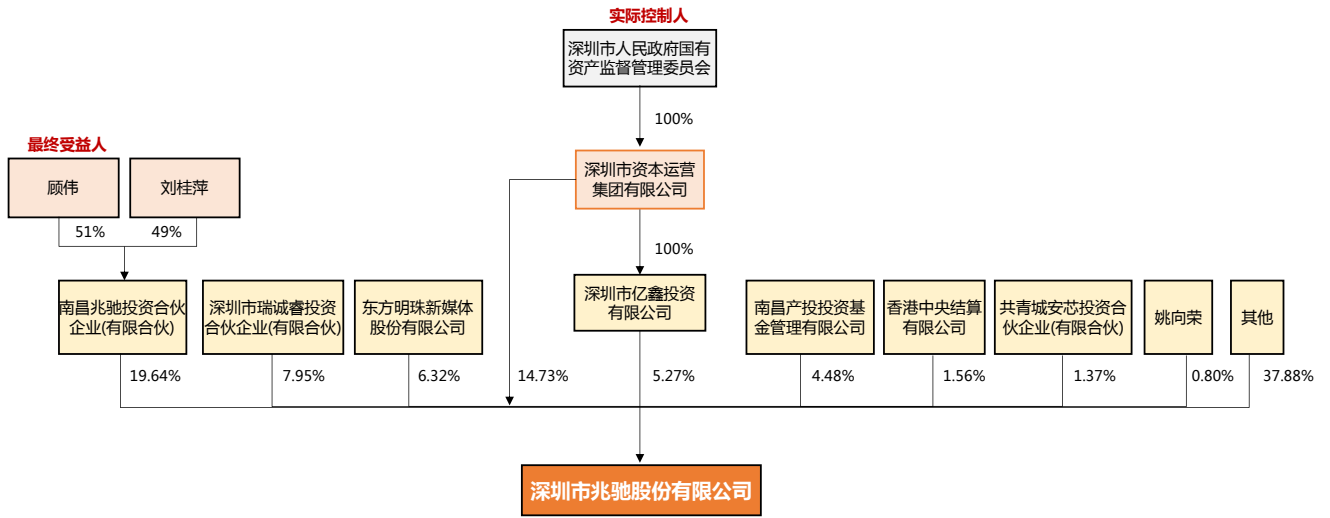 实际控制人
深圳市人民政府国有
资产监督管理委员会
100%
最终受益人
顾伟
刘桂萍
深圳市资本运营
集团有限公司
51%
49%
100%
南昌兆驰投资合伙
企业(有限合伙)
深圳市瑞诚睿投资
合伙企业(有限合伙)
东方明珠新媒体
股份有限公司
深圳市亿鑫投资
有限公司
南昌产投投资基
金管理有限公司
香港中央结算
有限公司
共青城安芯投资合
伙企业(有限合伙)
姚向荣
其他
19.64%
7.95%
6.32%
14.73%
5.27%
4.48%
1.56%
1.37%
0.80%
37.88%
深圳市兆驰股份有限公司